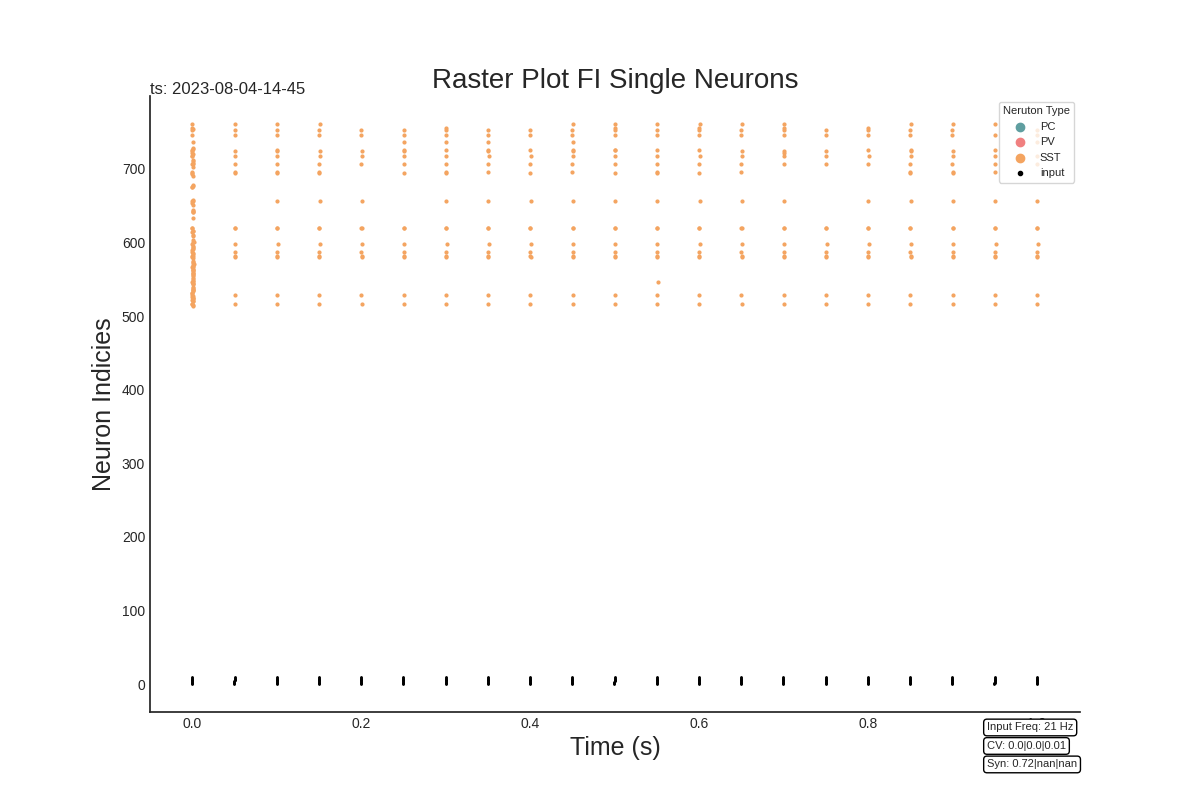 Raster Plot FI Single Neurons
ts: 2023-08-04-14-45
Neruton Type
PC
PV
SST
input
Neuron Indicies
700
600
500
400
300
200
100
0
0.0
0.2
0.4
0.6
0.8
Time (s)
Input Freq: 21 Hz
CV: 0.0|0.0|0.01
Syn: 0.72|nan|nan